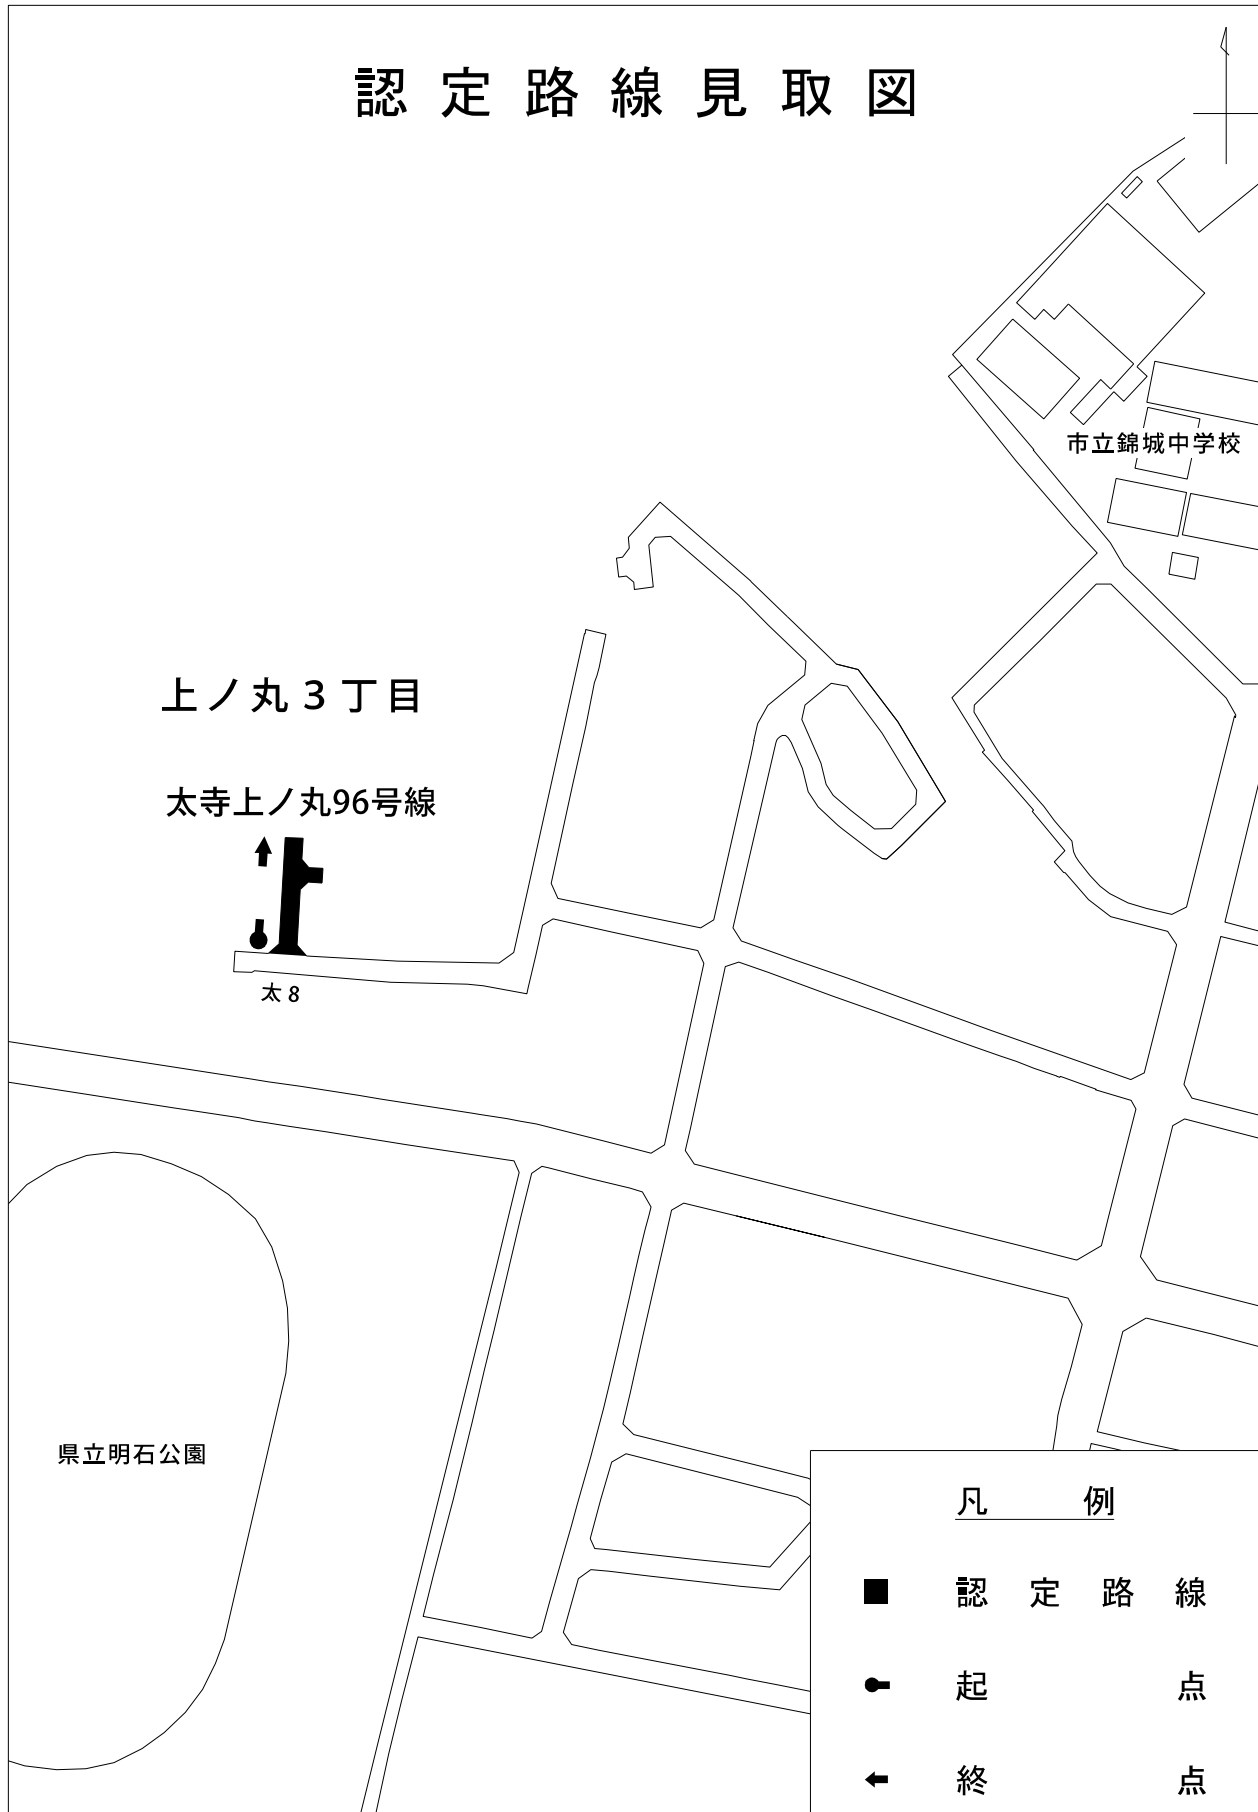 認定路線見取図
市立錦城中学校
上ノ丸3丁目
太寺上ノ丸96号線
太8
県立明石公園
凡例
認定路線
起点
終点